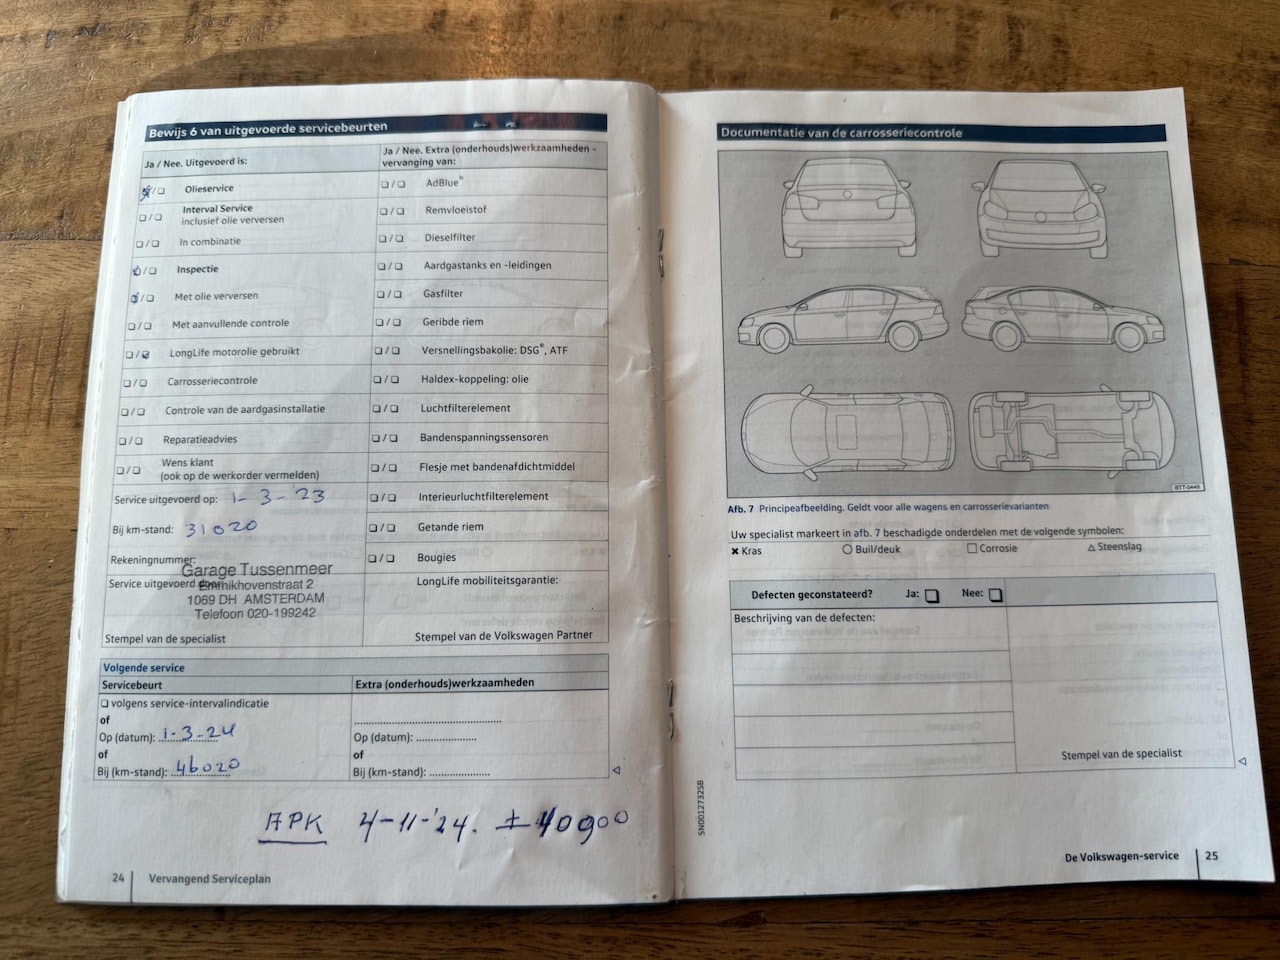 Bewijs 6 van uitgevoerde servicebeurten
Ja / Nee. Uitgevoerd is:
Olieservice
Interval Service
inclusief olie verversen
In combinatie
Inspectie
Met olie verversen
Met aanvullende controle
LongLife motorolie gebruikt
Carrosseriecontrole
Controle van de aardgasinstallatie
Reparatieadvies
Wens klant
(ook op de werkorder vermelden)
Service uitgevoerd op: 1-3-'23
Bij km-stand: 31020
Rekeningnummer:
Service uitgevoerd door:
Garage Tussenmeer
Emmikhovenstraat 2
1069 DH AMSTERDAM
Telefoon 020-199242
Stempel van de specialist
Ja / Nee. Extra (onderhouds)werkzaamheden -
vervanging van:
AdBlue®
Remvloeistof
Dieselfilter
Aardgastanks en -leidingen
Gasfilter
Geribde riem
Versnellingsbakolie: DSG®, ATF
Haldex-koppeling: olie
Luchtfilterelement
Bandenspanningssensoren
Flesje met bandenafdichtmiddel
Interieurluchtfilterelement
Getande riem
Bougies
LongLife mobiliteitsgarantie:
Stempel van de Volkswagen Partner
Volgende service
Servicebeurt
volgens service-intervalindicatie
of
Op (datum): 1-3-24
of
Bij (km-stand): 46020
Extra (onderhouds)werkzaamheden
Op (datum):
of
Bij (km-stand):
APK 4-11-'24. ± 40900
24 Vervangend Serviceplan
Documentatie van de carrosseriecontrole
BTT-0449
Afb. 7 Principeafbeelding. Geldt voor alle wagens en carrosserievarianten
Uw specialist markeert in afb. 7 beschadigde onderdelen met de volgende symbolen:
Kras Buil/deuk Corrosie Steenslag
Defecten geconstateerd? Ja: Nee:
Beschrijving van de defecten:
Stempel van de specialist
5N0012732SB
De Volkswagen-service 25